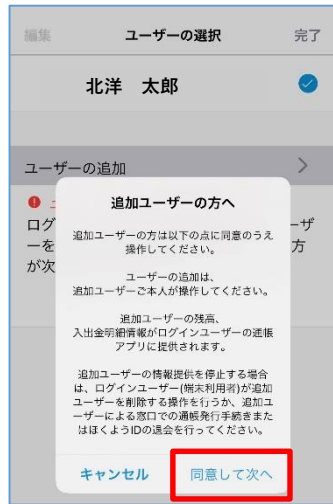 編集 ユーザーの選択 完了
北洋 太郎
ユーザーの追加
追加ユーザーの方へ
ログ
ーザ
ーを
方
が次
追加ユーザーの方は以下の点に同意のうえ
操作してください。
ユーザーの追加は、
追加ユーザーご本人が操作してください。
追加ユーザーの残高、
入出金明細情報がログインユーザーの通帳
アプリに提供されます。
追加ユーザーの情報提供を停止する場合
は、ログインユーザー(端末利用者)が追加
ユーザーを削除する操作を行うか、追加ユ
ーザーによる窓口での通帳発行手続きまた
はほくようIDの退会を行ってください。
キャンセル 同意して次へ